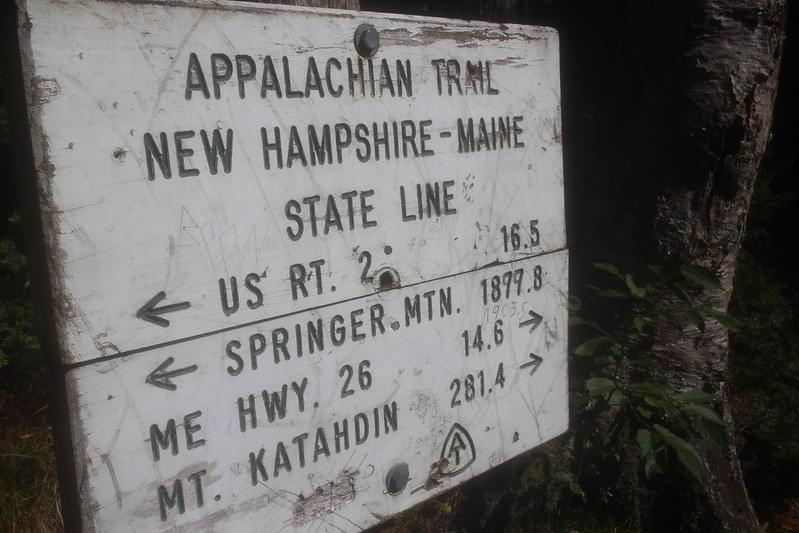 APPALACHIAN TRAIL
NEW HAMPSHIRE-MAINE
STATE LINE
← US RT. 2 16.5
← SPRINGER MTN. 1877.8
ME HWY. 26 14.6 →
MT. KATAHDIN 281.4 →